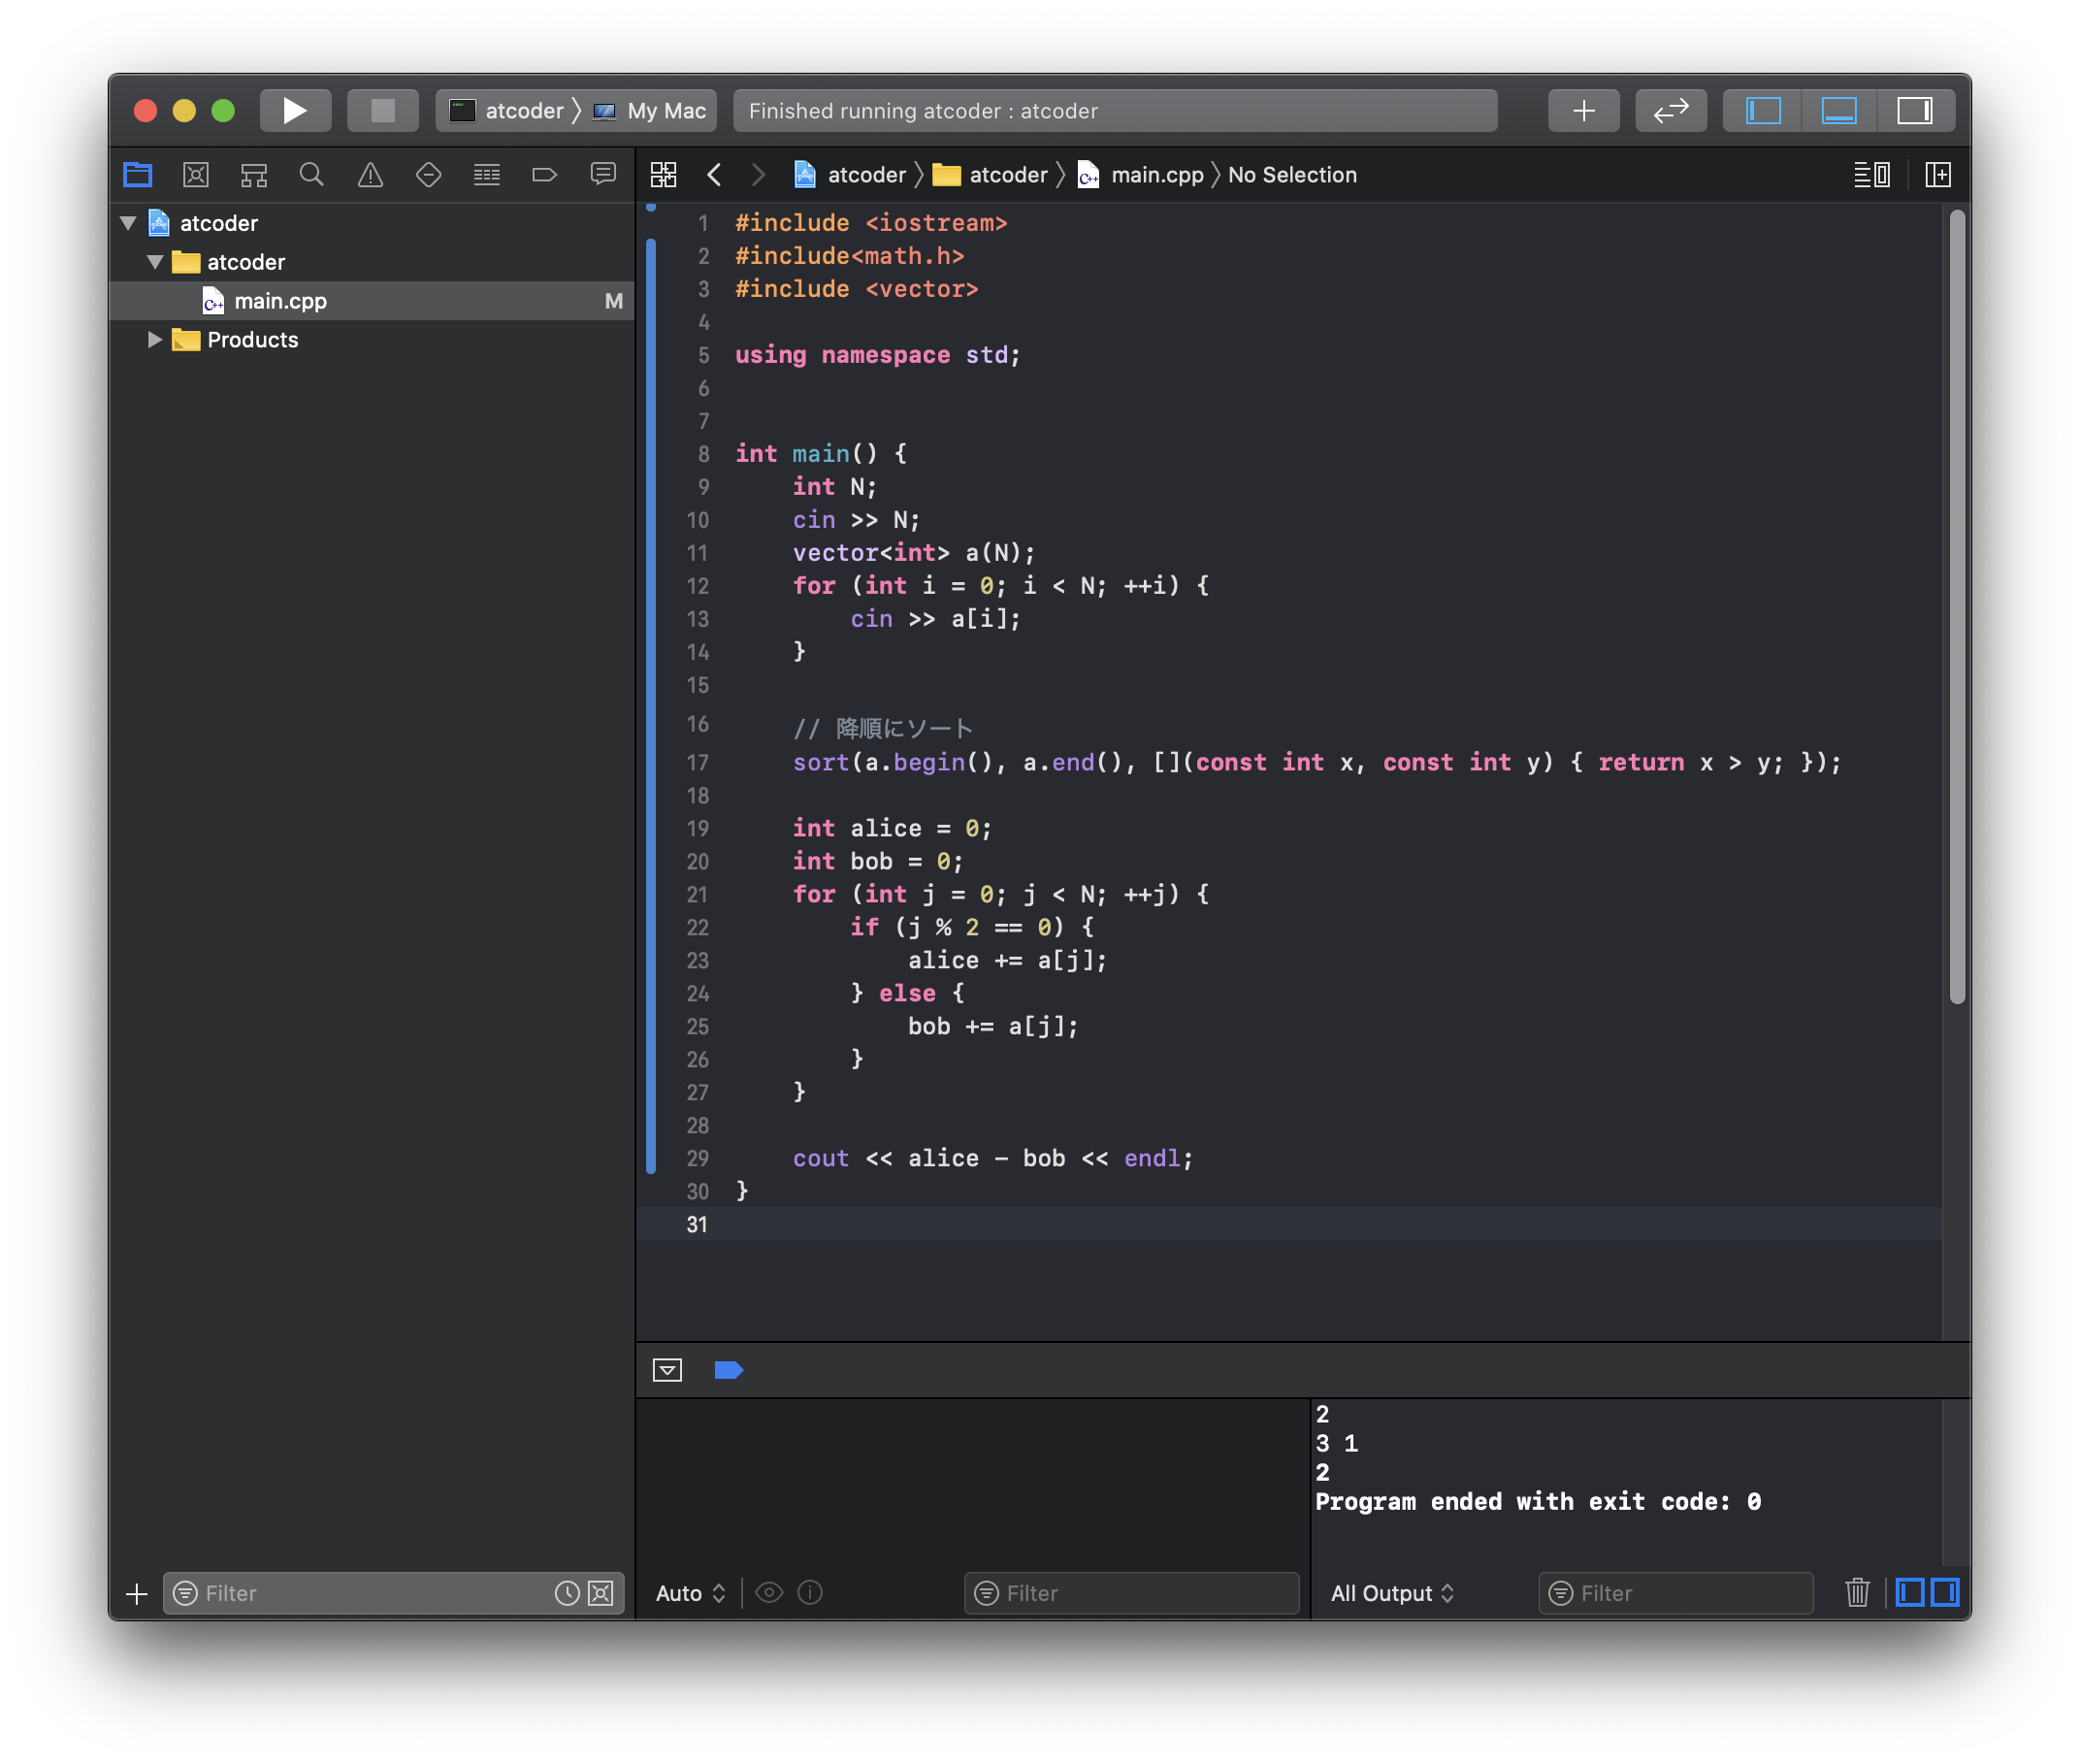 atcoder 〉 My Mac
Finished running atcoder : atcoder
atcoder 〉 atcoder 〉 main.cpp 〉 No Selection
atcoder
atcoder
main.cpp M
Products
1 #include <iostream>
2 #include<math.h>
3 #include <vector>
4
5 using namespace std;
6
7
8 int main() {
9     int N;
10     cin >> N;
11     vector<int> a(N);
12     for (int i = 0; i < N; ++i) {
13         cin >> a[i];
14     }
15
16     // 降順にソート
17     sort(a.begin(), a.end(), [](const int x, const int y) { return x > y; });
18
19     int alice = 0;
20     int bob = 0;
21     for (int j = 0; j < N; ++j) {
22         if (j % 2 == 0) {
23             alice += a[j];
24         } else {
25             bob += a[j];
26         }
27     }
28
29     cout << alice - bob << endl;
30 }
31
2
3 1
2
Program ended with exit code: 0
Filter
Auto
Filter
All Output
Filter